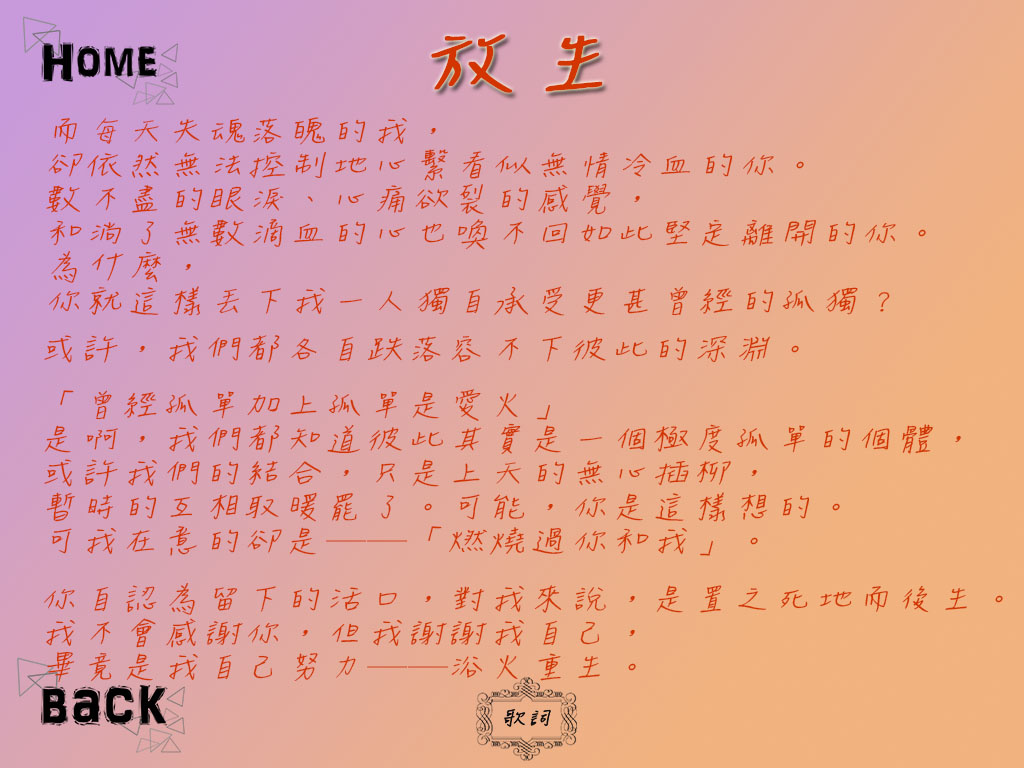 HOME
放生
而每天失魂落魄的我，
卻依然無法控制地心繫看似無情冷血的你。
數不盡的眼淚、心痛欲裂的感覺，
和淌了無數滴血的心也喚不回如此堅定離開的你。
為什麼，
你就這樣丟下我一人獨自承受更甚曾經的孤獨？
或許，我們都各自跌落容不下彼此的深淵。
「曾經孤單加上孤單是愛火」
是啊，我們都知道彼此其實是一個極度孤單的個體，
或許我們的結合，只是上天的無心插柳，
暫時的互相取暖罷了。可能，你是這樣想的。
可我在意的卻是──「燃燒過你和我」。
你自認為留下的活口，對我來說，是置之死地而後生。
我不會感謝你，但我謝謝我自己，
畢竟是我自己努力──浴火重生。
BaCK
歌詞